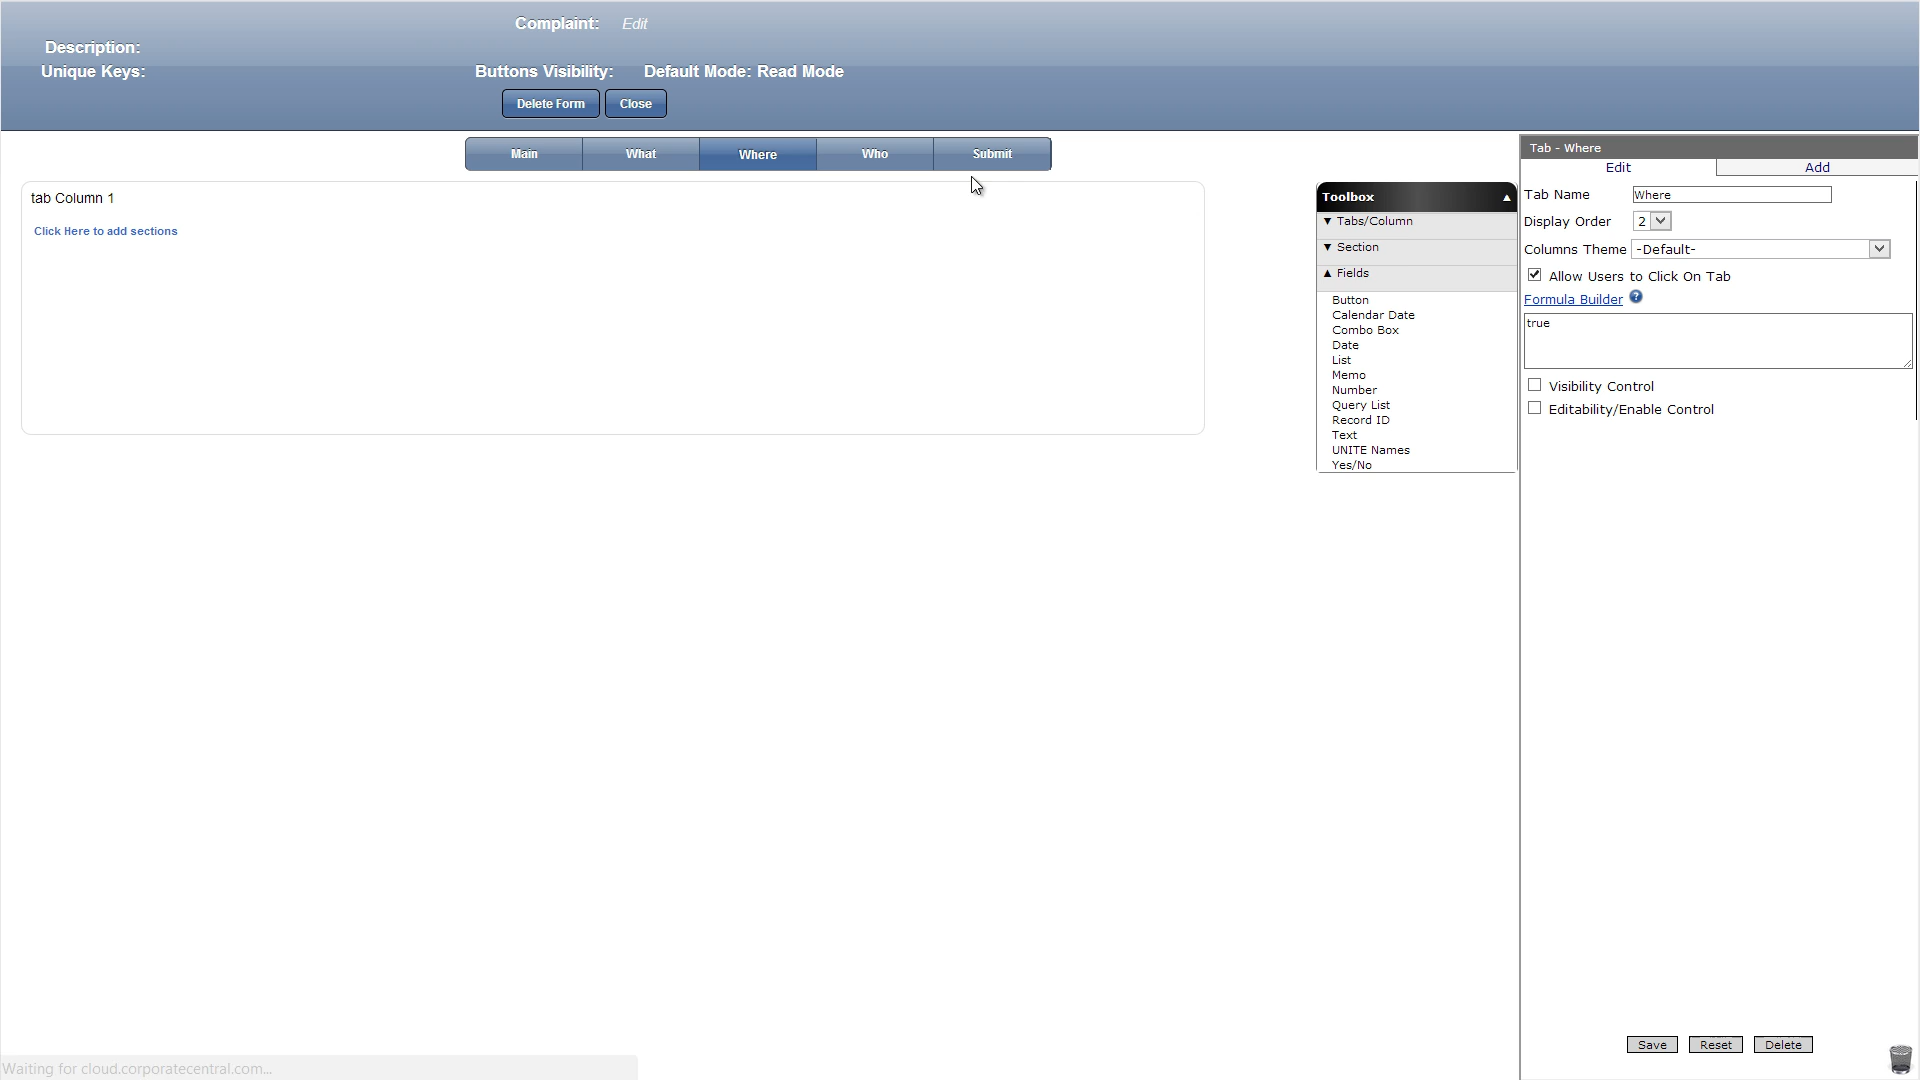 Complaint: Edit
Description:
Unique Keys:
Buttons Visibility: Default Mode: Read Mode
Delete Form Close
Main What Where Who Submit
tab Column 1
Click Here to add sections
Toolbox ▲
▼ Tabs/Column
▼ Section
▲ Fields
Button
Calendar Date
Combo Box
Date
List
Memo
Number
Query List
Record ID
Text
UNITE Names
Yes/No
Tab - Where
Edit Add
Tab Name Where
Display Order 2
Columns Theme -Default-
Allow Users to Click On Tab
Formula Builder ?
true
Visibility Control
Editability/Enable Control
Save Reset Delete
Waiting for cloud.corporatecentral.com...